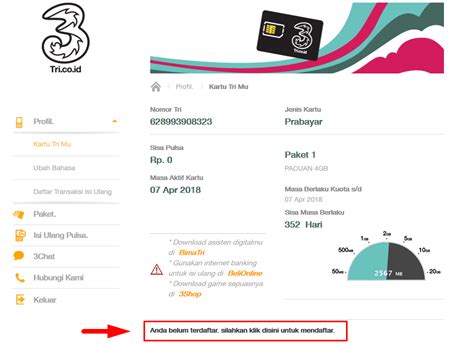 Tri.co.id
Profil. Kartu Tri Mu
Profil.
Kartu Tri Mu
Ubah Bahasa
Daftar Transaksi Isi Ulang
Paket.
Isi Ulang Pulsa.
3Chat
Hubungi Kami
Keluar
Nomor Tri
628993908323
Jenis Kartu
Prabayar
Sisa Pulsa
Rp. 0
Masa Aktif Kartu
07 Apr 2018
Paket 1
PACUAN 4GB
Masa Berlaku Kuota s/d
07 Apr 2018
Sisa Masa Berlaku
352 Hari
* Download asisten digitalmu
di BimaTri
* Gunakan internet banking
untuk isi ulang di BeliOnline
* Download game sepuasnya
di 3Shop
500MB
1GB
2GB
5GB
10GB
50MB
20GB
2567 MB
Anda belum terdaftar, silahkan klik disini untuk mendaftar.